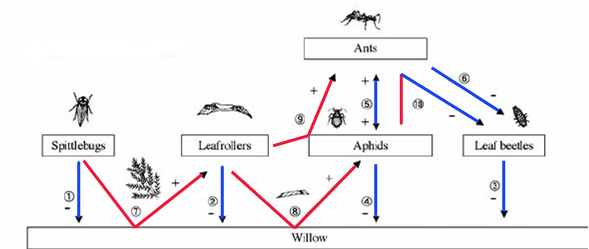 Ants
+ ⑥
+ -
⑨ ⑤ ⑩ -
+
Spittlebugs Leafrollers Aphids Leaf beetles
① + ② + ④ ③
- ⑦ - ⑧ - -
Willow